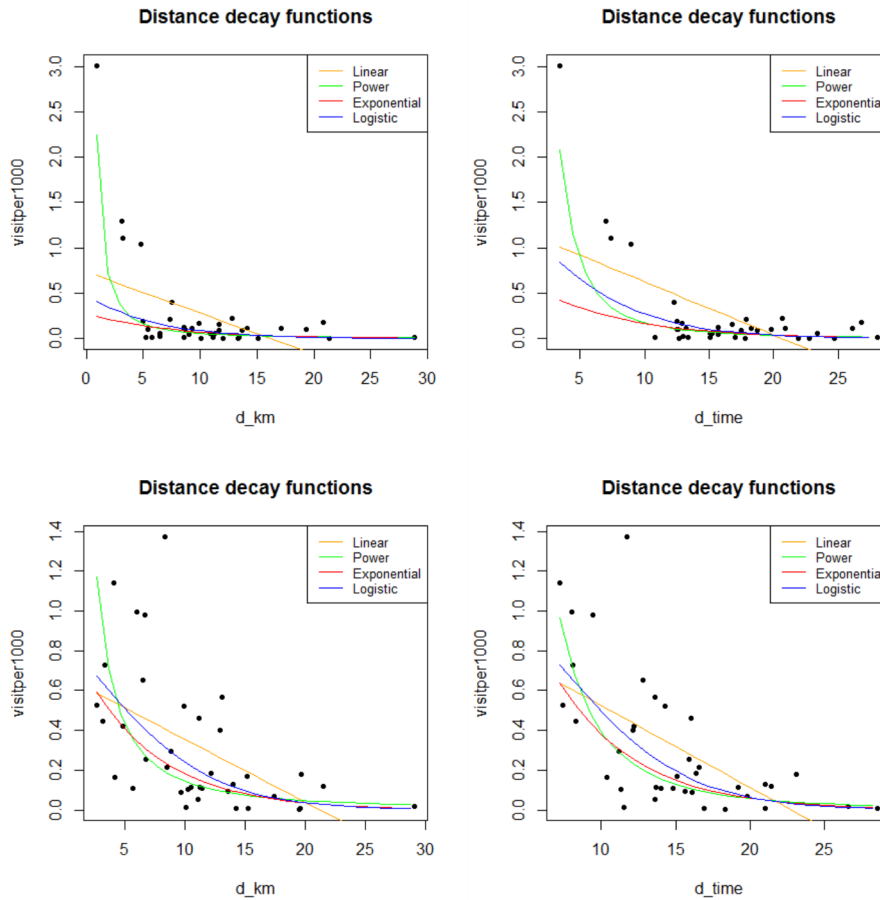 Distance decay functions
visitper1000
3.0
2.5
2.0
1.5
1.0
0.5
0.0
Linear
Power
Exponential
Logistic
0 5 10 15 20 25 30
d_km
Distance decay functions
visitper1000
3.0
2.5
2.0
1.5
1.0
0.5
0.0
Linear
Power
Exponential
Logistic
5 10 15 20 25
d_time
Distance decay functions
visitper1000
1.4
1.2
1.0
0.8
0.6
0.4
0.2
0.0
Linear
Power
Exponential
Logistic
5 10 15 20 25 30
d_km
Distance decay functions
visitper1000
1.4
1.2
1.0
0.8
0.6
0.4
0.2
0.0
Linear
Power
Exponential
Logistic
10 15 20 25
d_time